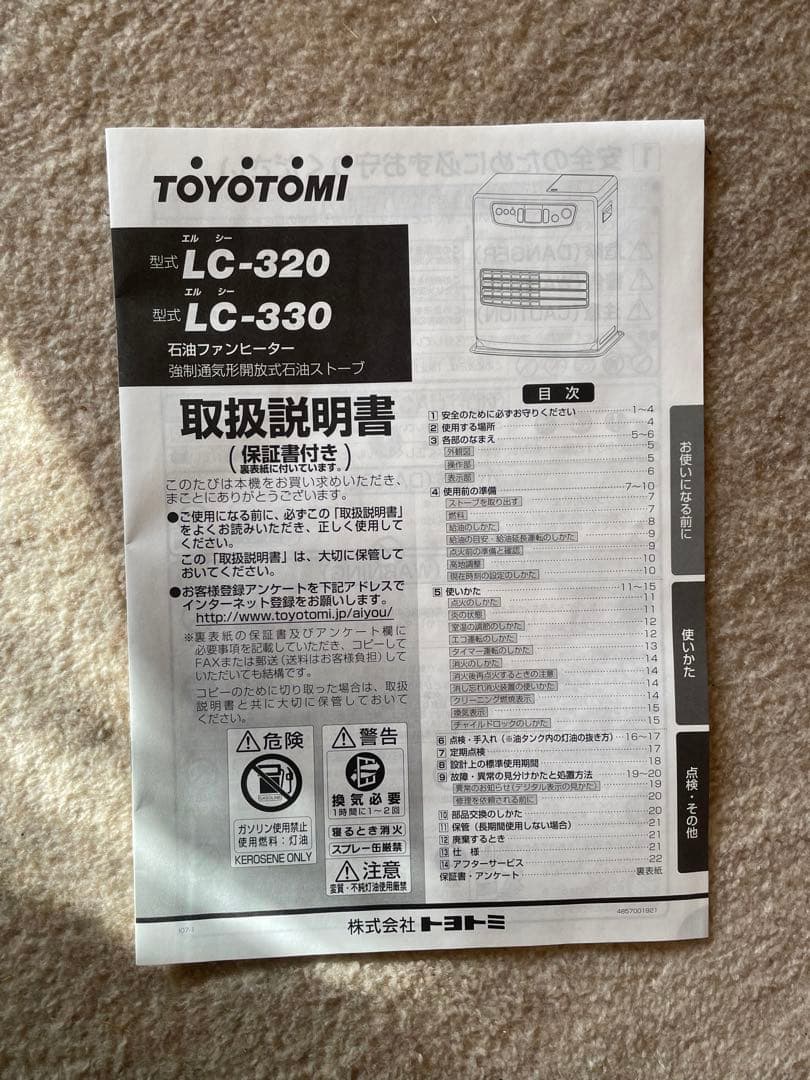 TOYOTOMi
エル シー
型式 LC-320
エル シー
型式 LC-330
石油ファンヒーター
強制通気形開放式石油ストーブ
取扱説明書
(保証書付き)
裏表紙に付いています。
このたびは本機をお買い求めいただき、
まことにありがとうございます。
●ご使用になる前に、必ずこの「取扱説明書」
をよくお読みいただき、正しく使用して
ください。
この「取扱説明書」は、大切に保管して
おいてください。
●お客様登録アンケートを下記アドレスで
インターネット登録をお願いします。
http://www.toyotomi.jp/aiyou/
※裏表紙の保証書及びアンケート欄に
必要事項を記載していただき、コピーして
FAXまたは郵送(送料はお客様負担)して
いただいても結構です。
コピーのために切り取った場合は、取扱
説明書と共に大切に保管しておいて
ください。
危険
GASOLINE
ガソリン使用禁止
使用燃料:灯油
KEROSENE ONLY
警告
換気必要
1時間に1~2回
寝るとき消火
スプレー缶厳禁
注意
変質・不純灯油使用厳禁
目次
1 安全のために必ずお守りください 1~4
2 使用する場所 4
3 各部のなまえ 5~6
外観図 5
操作部 5
表示部 6
4 使用前の準備 7~10
ストーブを取り出す 7
燃料 7
給油のしかた 8
給油の目安・給油延長運転のしかた 9
点火前の準備と確認 9
高地調整 10
現在時刻の設定のしかた 10
5 使いかた 11~15
点火のしかた 11
炎の状態 11
室温の調節のしかた 12
エコ運転のしかた 12
タイマー運転のしかた 13
消火のしかた 14
消火後再点火するときの注意 14
消し忘れ消火装置の使いかた 14
クリーニング燃焼表示 14
換気表示 15
チャイルドロックのしかた 15
6 点検・手入れ(※油タンク内の灯油の抜き方) 16~17
7 定期点検 17
8 設計上の標準使用期間 18
9 故障・異常の見分けかたと処置方法 19~20
異常のお知らせ(デジタル表示の見かた) 19
修理を依頼される前に 20
10 部品交換のしかた 20
11 保管(長期間使用しない場合) 21
12 廃棄するとき 21
13 仕様 21
14 アフターサービス 22
保証書・アンケート 裏表紙
お使いになる前に
使いかた
点検・その他
4857001921
I07-1
株式会社トヨトミ